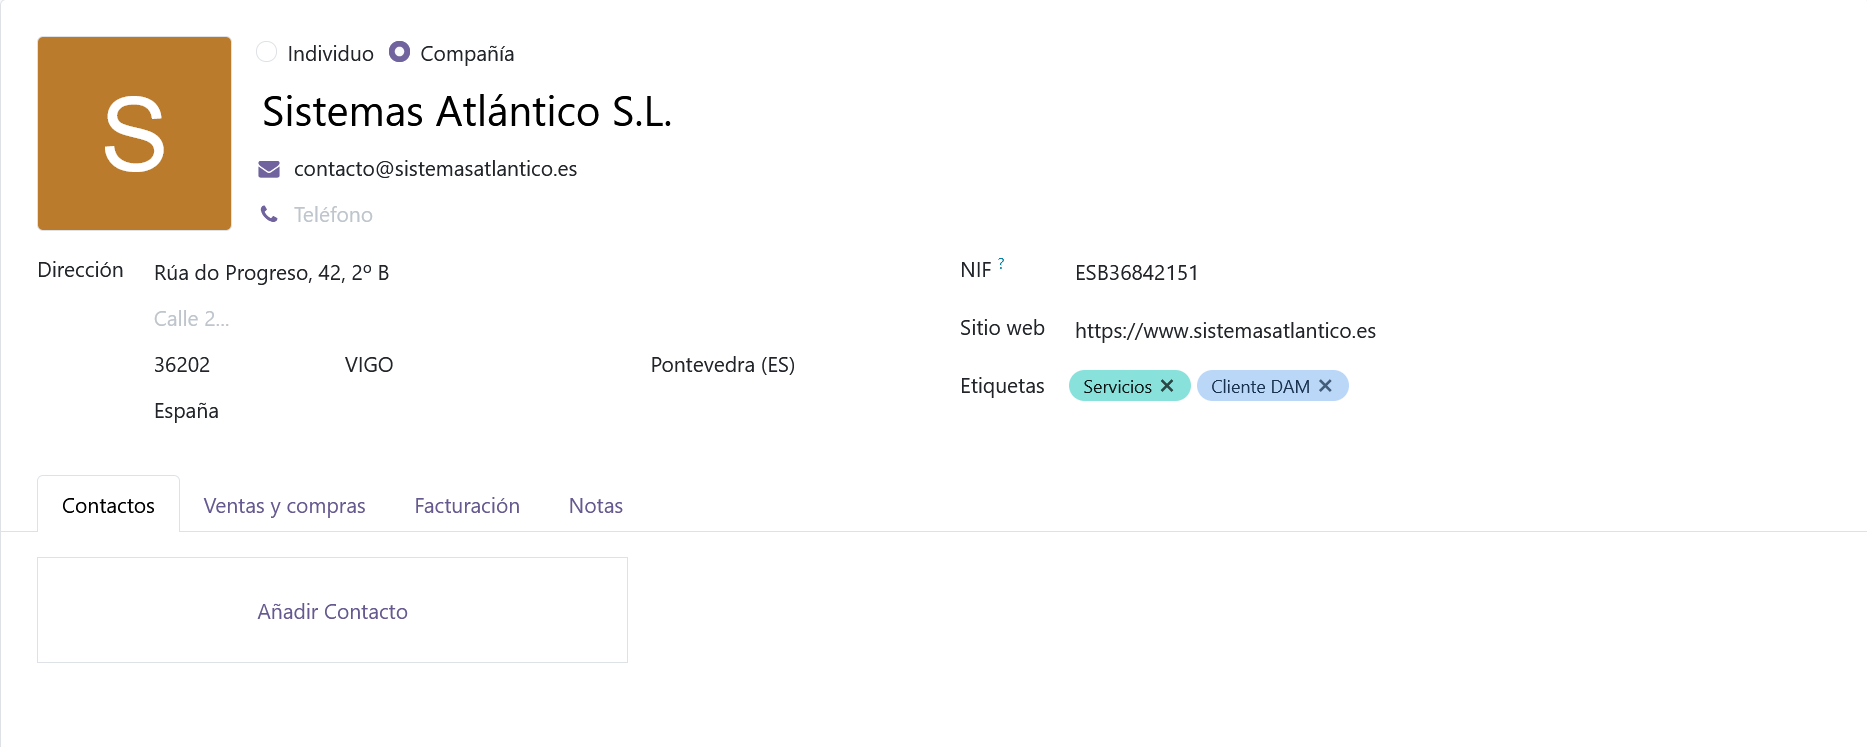 S
Individuo Compañía
Sistemas Atlántico S.L.
contacto@sistemasatlantico.es
Teléfono
Dirección Rúa do Progreso, 42, 2º B
Calle 2...
36202 VIGO Pontevedra (ES)
España
NIF ? ESB36842151
Sitio web https://www.sistemasatlantico.es
Etiquetas Servicios ✕ Cliente DAM ✕
Contactos Ventas y compras Facturación Notas
Añadir Contacto